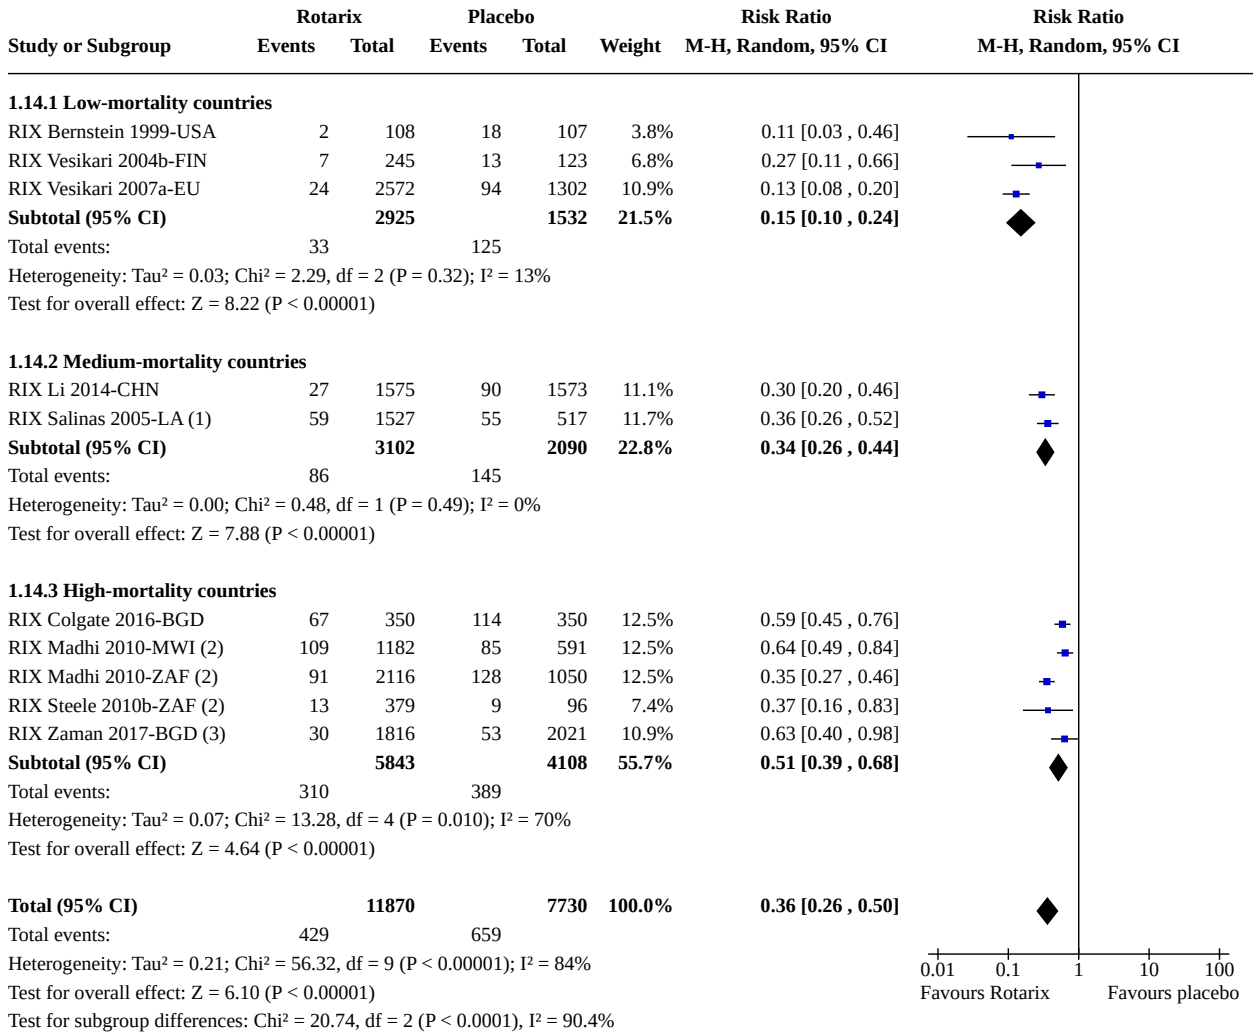 Rotarix Placebo Risk Ratio Risk Ratio
Study or Subgroup Events Total Events Total Weight M-H, Random, 95% CI M-H, Random, 95% CI
1.14.1 Low-mortality countries
RIX Bernstein 1999-USA 2 108 18 107 3.8% 0.11 [0.03 , 0.46]
RIX Vesikari 2004b-FIN 7 245 13 123 6.8% 0.27 [0.11 , 0.66]
RIX Vesikari 2007a-EU 24 2572 94 1302 10.9% 0.13 [0.08 , 0.20]
Subtotal (95% CI) 2925 1532 21.5% 0.15 [0.10 , 0.24]
Total events: 33 125
Heterogeneity: Tau² = 0.03; Chi² = 2.29, df = 2 (P = 0.32); I² = 13%
Test for overall effect: Z = 8.22 (P < 0.00001)
1.14.2 Medium-mortality countries
RIX Li 2014-CHN 27 1575 90 1573 11.1% 0.30 [0.20 , 0.46]
RIX Salinas 2005-LA (1) 59 1527 55 517 11.7% 0.36 [0.26 , 0.52]
Subtotal (95% CI) 3102 2090 22.8% 0.34 [0.26 , 0.44]
Total events: 86 145
Heterogeneity: Tau² = 0.00; Chi² = 0.48, df = 1 (P = 0.49); I² = 0%
Test for overall effect: Z = 7.88 (P < 0.00001)
1.14.3 High-mortality countries
RIX Colgate 2016-BGD 67 350 114 350 12.5% 0.59 [0.45 , 0.76]
RIX Madhi 2010-MWI (2) 109 1182 85 591 12.5% 0.64 [0.49 , 0.84]
RIX Madhi 2010-ZAF (2) 91 2116 128 1050 12.5% 0.35 [0.27 , 0.46]
RIX Steele 2010b-ZAF (2) 13 379 9 96 7.4% 0.37 [0.16 , 0.83]
RIX Zaman 2017-BGD (3) 30 1816 53 2021 10.9% 0.63 [0.40 , 0.98]
Subtotal (95% CI) 5843 4108 55.7% 0.51 [0.39 , 0.68]
Total events: 310 389
Heterogeneity: Tau² = 0.07; Chi² = 13.28, df = 4 (P = 0.010); I² = 70%
Test for overall effect: Z = 4.64 (P < 0.00001)
Total (95% CI) 11870 7730 100.0% 0.36 [0.26 , 0.50]
Total events: 429 659
Heterogeneity: Tau² = 0.21; Chi² = 56.32, df = 9 (P < 0.00001); I² = 84%
0.01 0.1 1 10 100
Test for overall effect: Z = 6.10 (P < 0.00001) Favours Rotarix Favours placebo
Test for subgroup differences: Chi² = 20.74, df = 2 (P < 0.0001), I² = 90.4%